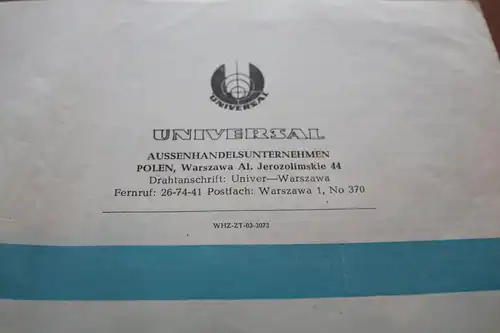 UNIVERSAL
UNIVERSAL
AUSSENHANDELSUNTERNEHMEN
POLEN, Warszawa Al. Jerozolimskie 44
Drahtanschrift: Univer—Warszawa
Fernruf: 26-74-41 Postfach: Warszawa 1, No 370
WHZ-ZT-03-3073